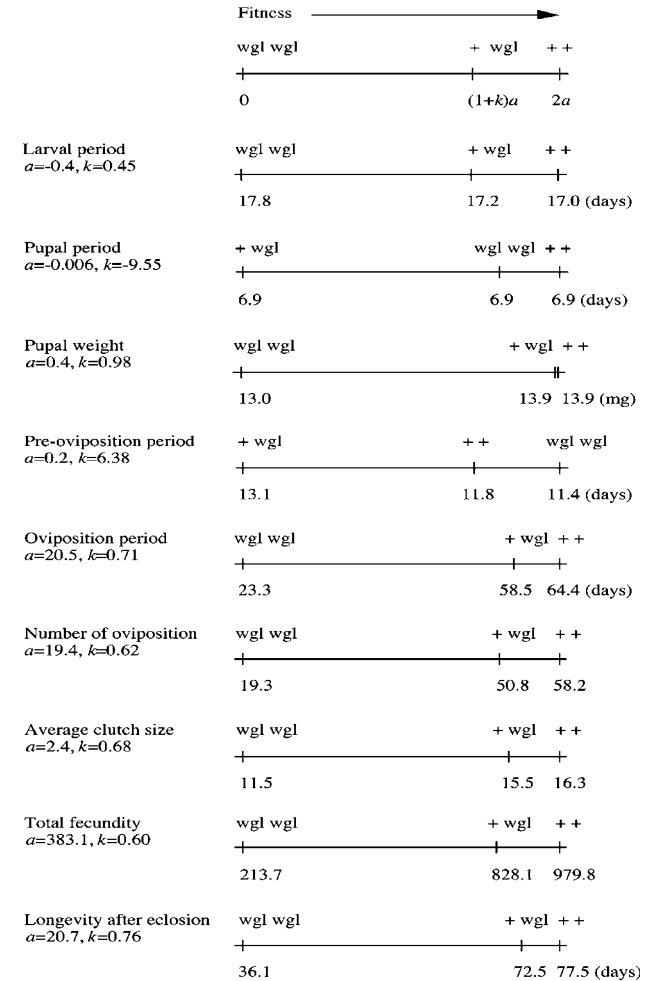 Fitness
wgl wgl + wgl + +
0 (1+k)a 2a
Larval period wgl wgl + wgl + +
a=-0.4, k=0.45
17.8 17.2 17.0 (days)
Pupal period + wgl wgl wgl + +
a=-0.006, k=-9.55
6.9 6.9 6.9 (days)
Pupal weight wgl wgl + wgl + +
a=0.4, k=0.98
13.0 13.9 13.9 (mg)
Pre-oviposition period + wgl + + wgl wgl
a=0.2, k=6.38
13.1 11.8 11.4 (days)
Oviposition period wgl wgl + wgl + +
a=20.5, k=0.71
23.3 58.5 64.4 (days)
Number of oviposition wgl wgl + wgl + +
a=19.4, k=0.62
19.3 50.8 58.2
Average clutch size wgl wgl + wgl + +
a=2.4, k=0.68
11.5 15.5 16.3
Total fecundity wgl wgl + wgl + +
a=383.1, k=0.60
213.7 828.1 979.8
Longevity after eclosion wgl wgl + wgl + +
a=20.7, k=0.76
36.1 72.5 77.5 (days)